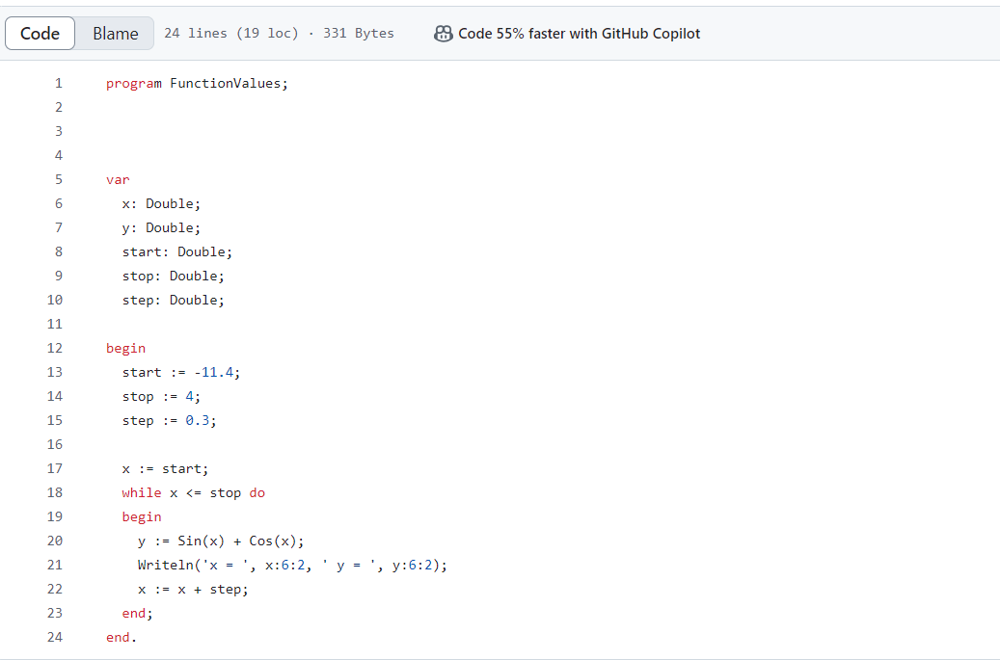 Code Blame 24 lines (19 loc) · 331 Bytes Code 55% faster with GitHub Copilot
1 program FunctionValues;
2
3
4
5 var
6   x: Double;
7   y: Double;
8   start: Double;
9   stop: Double;
10   step: Double;
11
12 begin
13   start := -11.4;
14   stop := 4;
15   step := 0.3;
16
17   x := start;
18   while x <= stop do
19   begin
20     y := Sin(x) + Cos(x);
21     Writeln('x = ', x:6:2, ' y = ', y:6:2);
22     x := x + step;
23   end;
24 end.